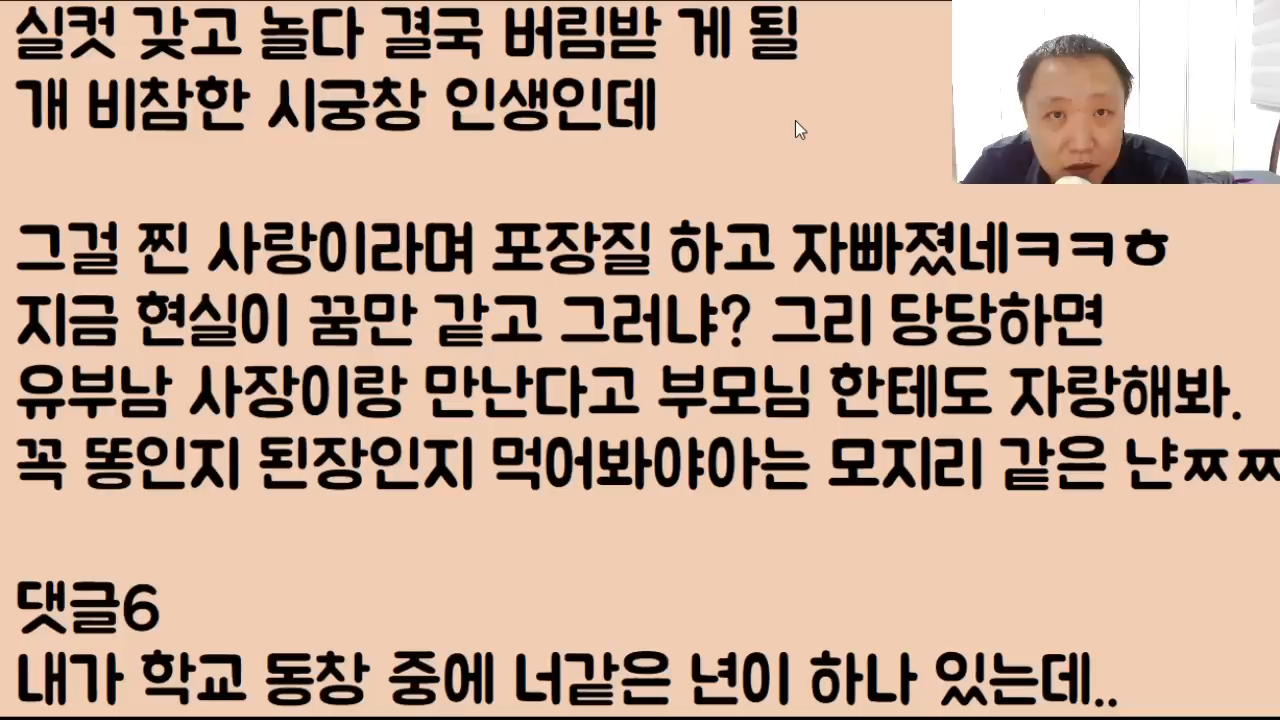 실컷 갖고 놀다 결국 버림받 게 될
개 비참한 시궁창 인생인데
그걸 찐 사랑이라며 포장질 하고 자빠졌네ㅋㅋㅎ
지금 현실이 꿈만 같고 그러냐? 그리 당당하면
유부남 사장이랑 만난다고 부모님 한테도 자랑해봐.
꼭 똥인지 된장인지 먹어봐야아는 모지리 같은 냔ㅉㅉ
댓글6
내가 학교 동창 중에 너같은 년이 하나 있는데..